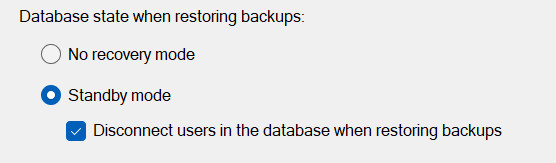 Database state when restoring backups:
No recovery mode
Standby mode
Disconnect users in the database when restoring backups